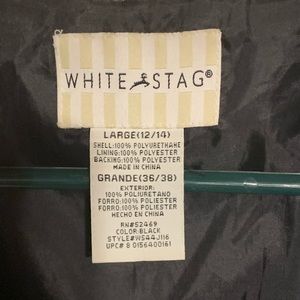 WHITE STAG®
LARGE(12/14)
SHELL:100% POLYURETHANE
LINING:100% POLYESTER
BACKING:100% POLYESTER
MADE IN CHINA
GRANDE(36/38)
EXTERIOR:
100% POLIURETANO
FORRO:100% POLIESTER
FORRO:100% POLIESTER
HECHO EN CHINA
RN#52469
COLOR:BLACK
STYLE#WS44J116
UPC# 8 0156400161